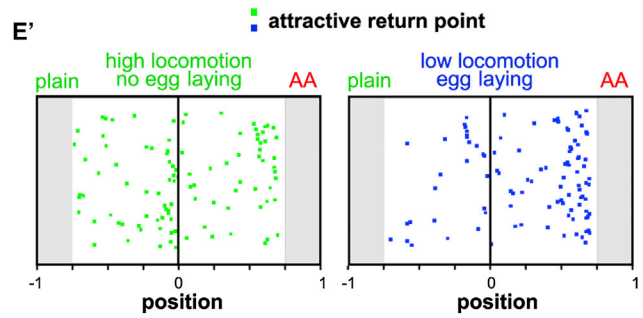 E’
attractive return point
high locomotion
no egg laying
plain
AA
low locomotion
egg laying
plain
AA
-1
0
1
position
-1
0
1
position